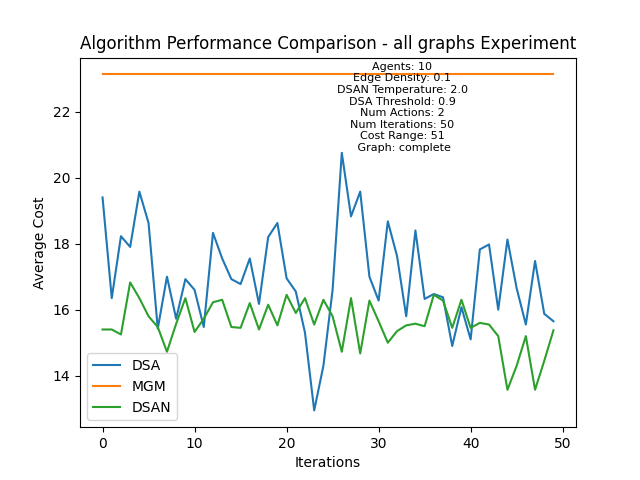 Algorithm Performance Comparison - all graphs Experiment
Agents: 10
Edge Density: 0.1
DSAN Temperature: 2.0
DSA Threshold: 0.9
Num Actions: 2
Num Iterations: 50
Cost Range: 51
Graph: complete
Average Cost
22
20
18
16
14
DSA
MGM
DSAN
0 10 20 30 40 50
Iterations